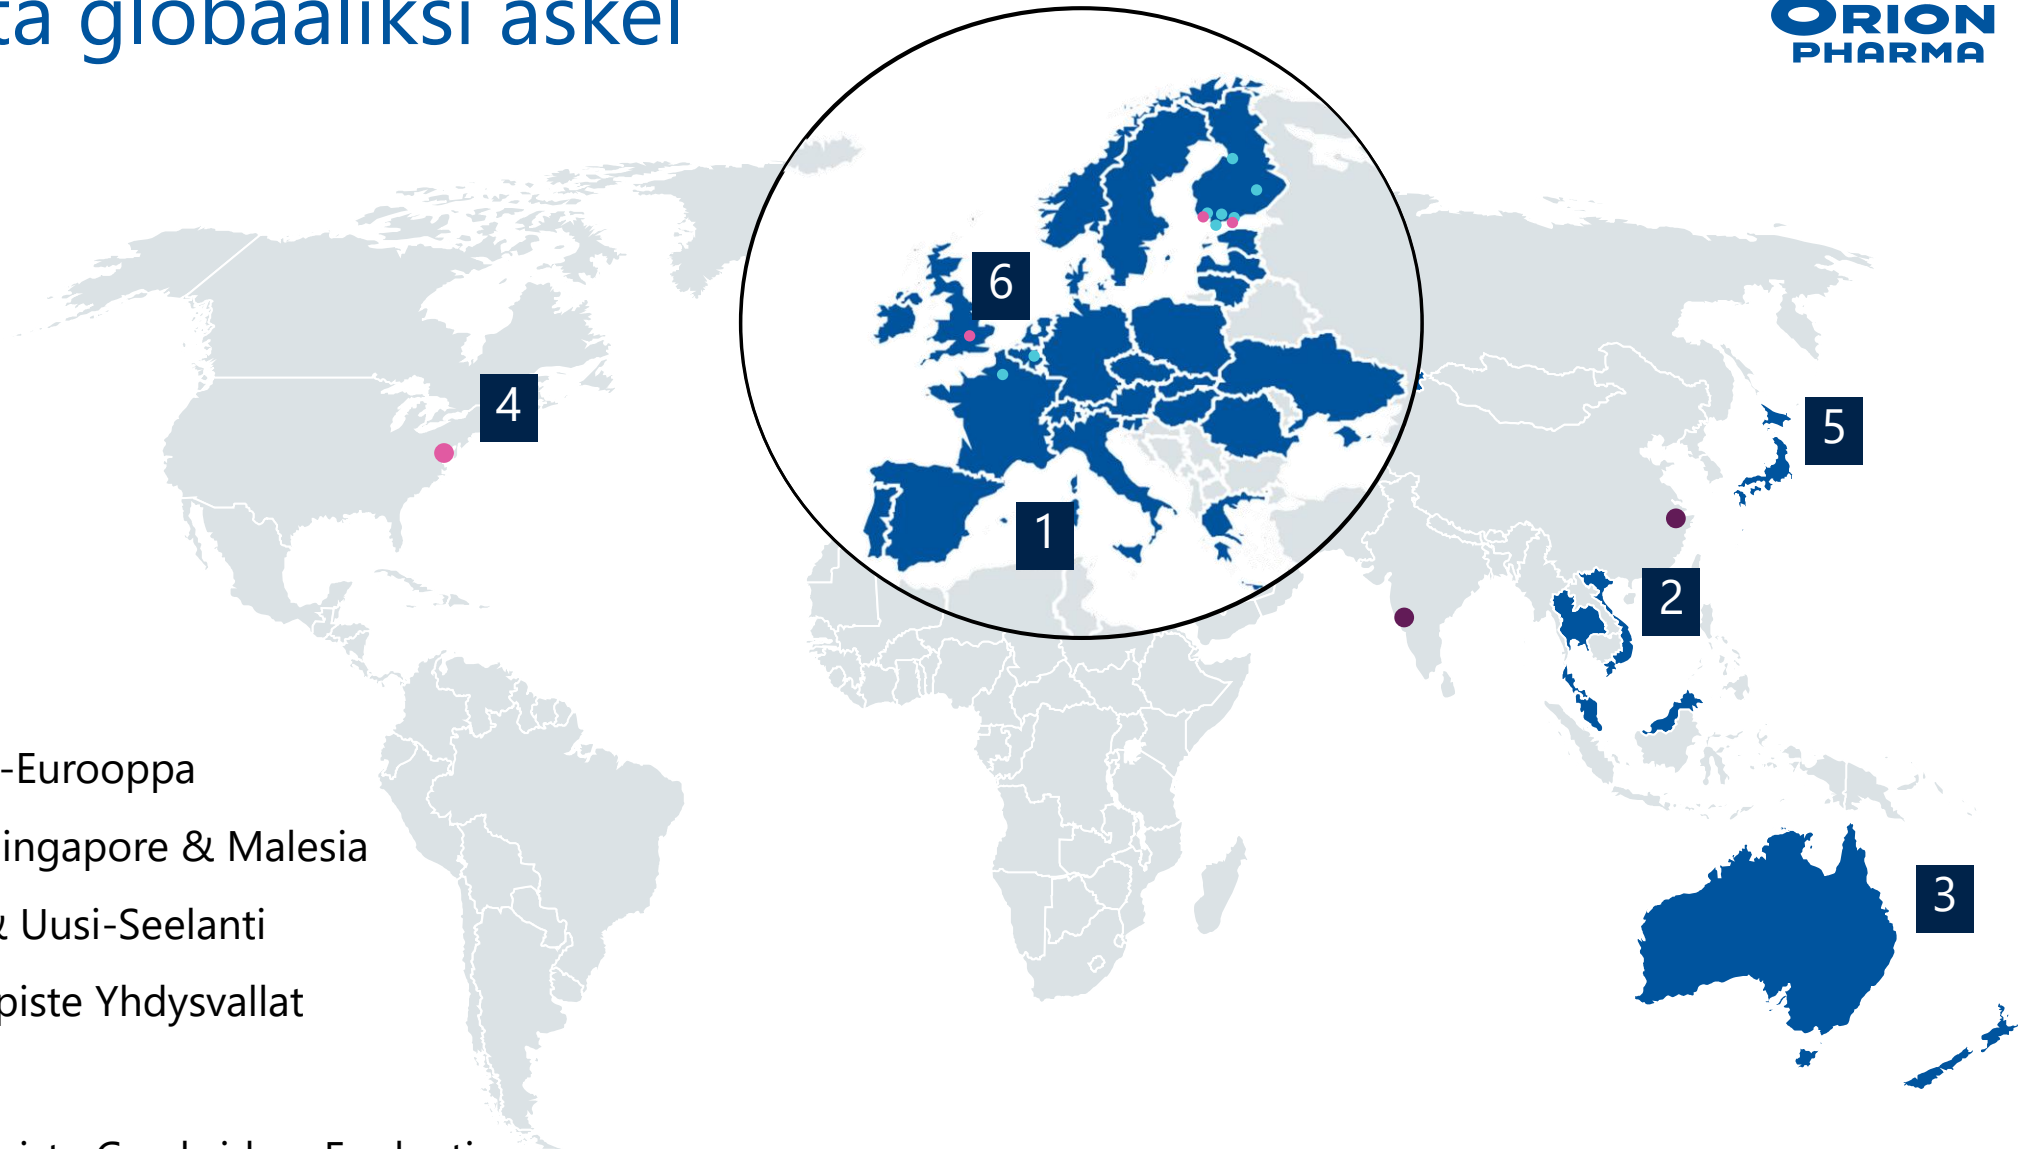 ta globaaliksi askel
ORION
PHARMA
6
4
5
1
2
-Eurooppa
ingapore & Malesia
3
& Uusi-Seelanti
piste Yhdysvallat